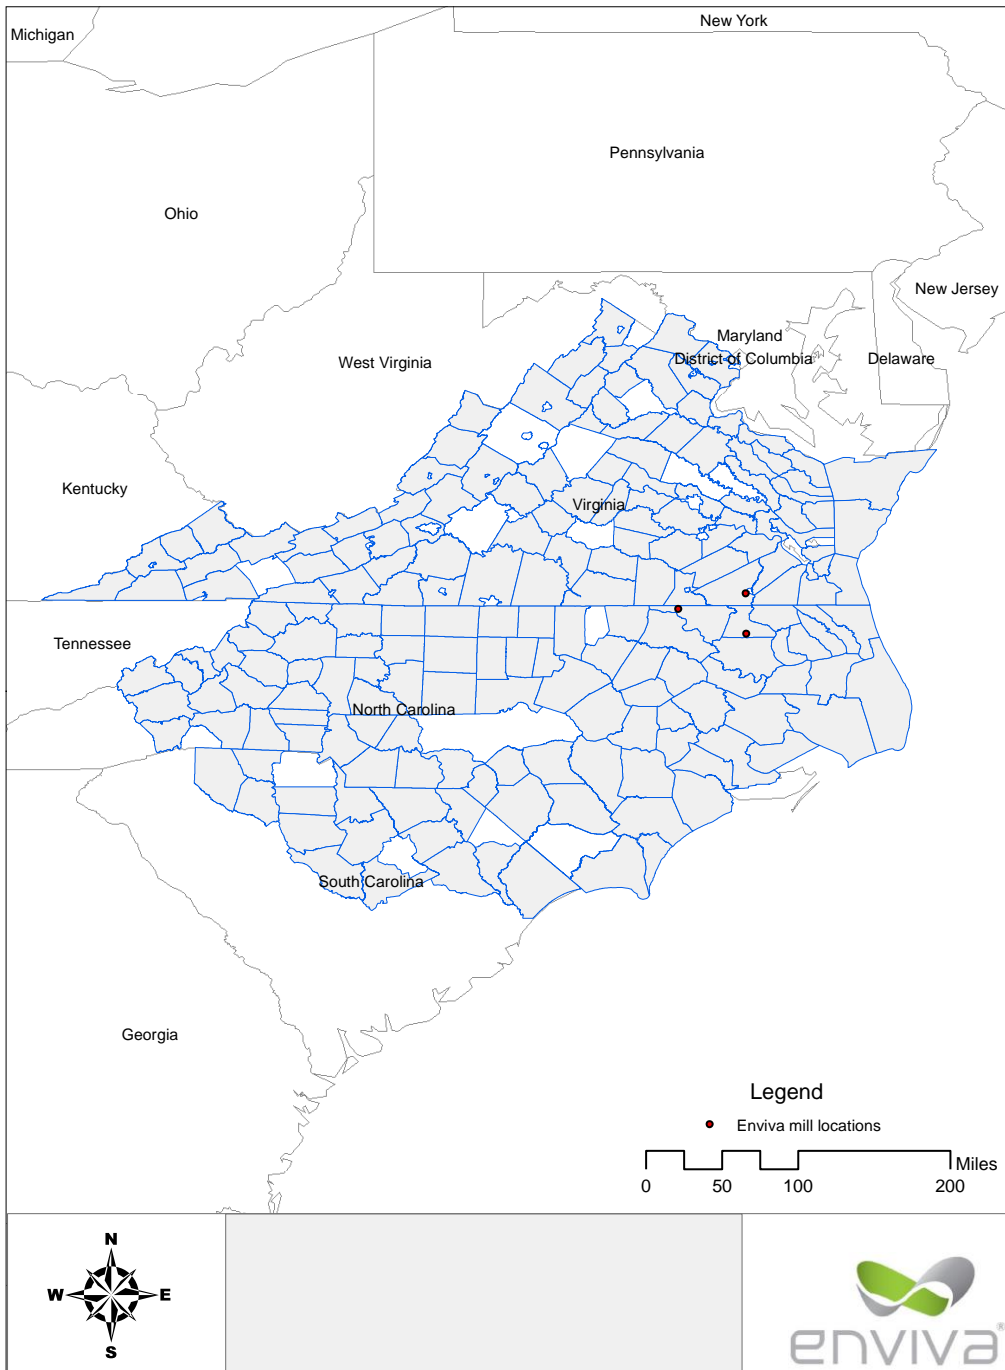 New York
Michigan
Pennsylvania
Ohio
New Jersey
Maryland
District of Columbia
Delaware
West Virginia
Kentucky
Virginia
Tennessee
North Carolina
South Carolina
Georgia
Legend
Enviva mill locations
Miles
0 50 100 200
N
W E
S
enviva®